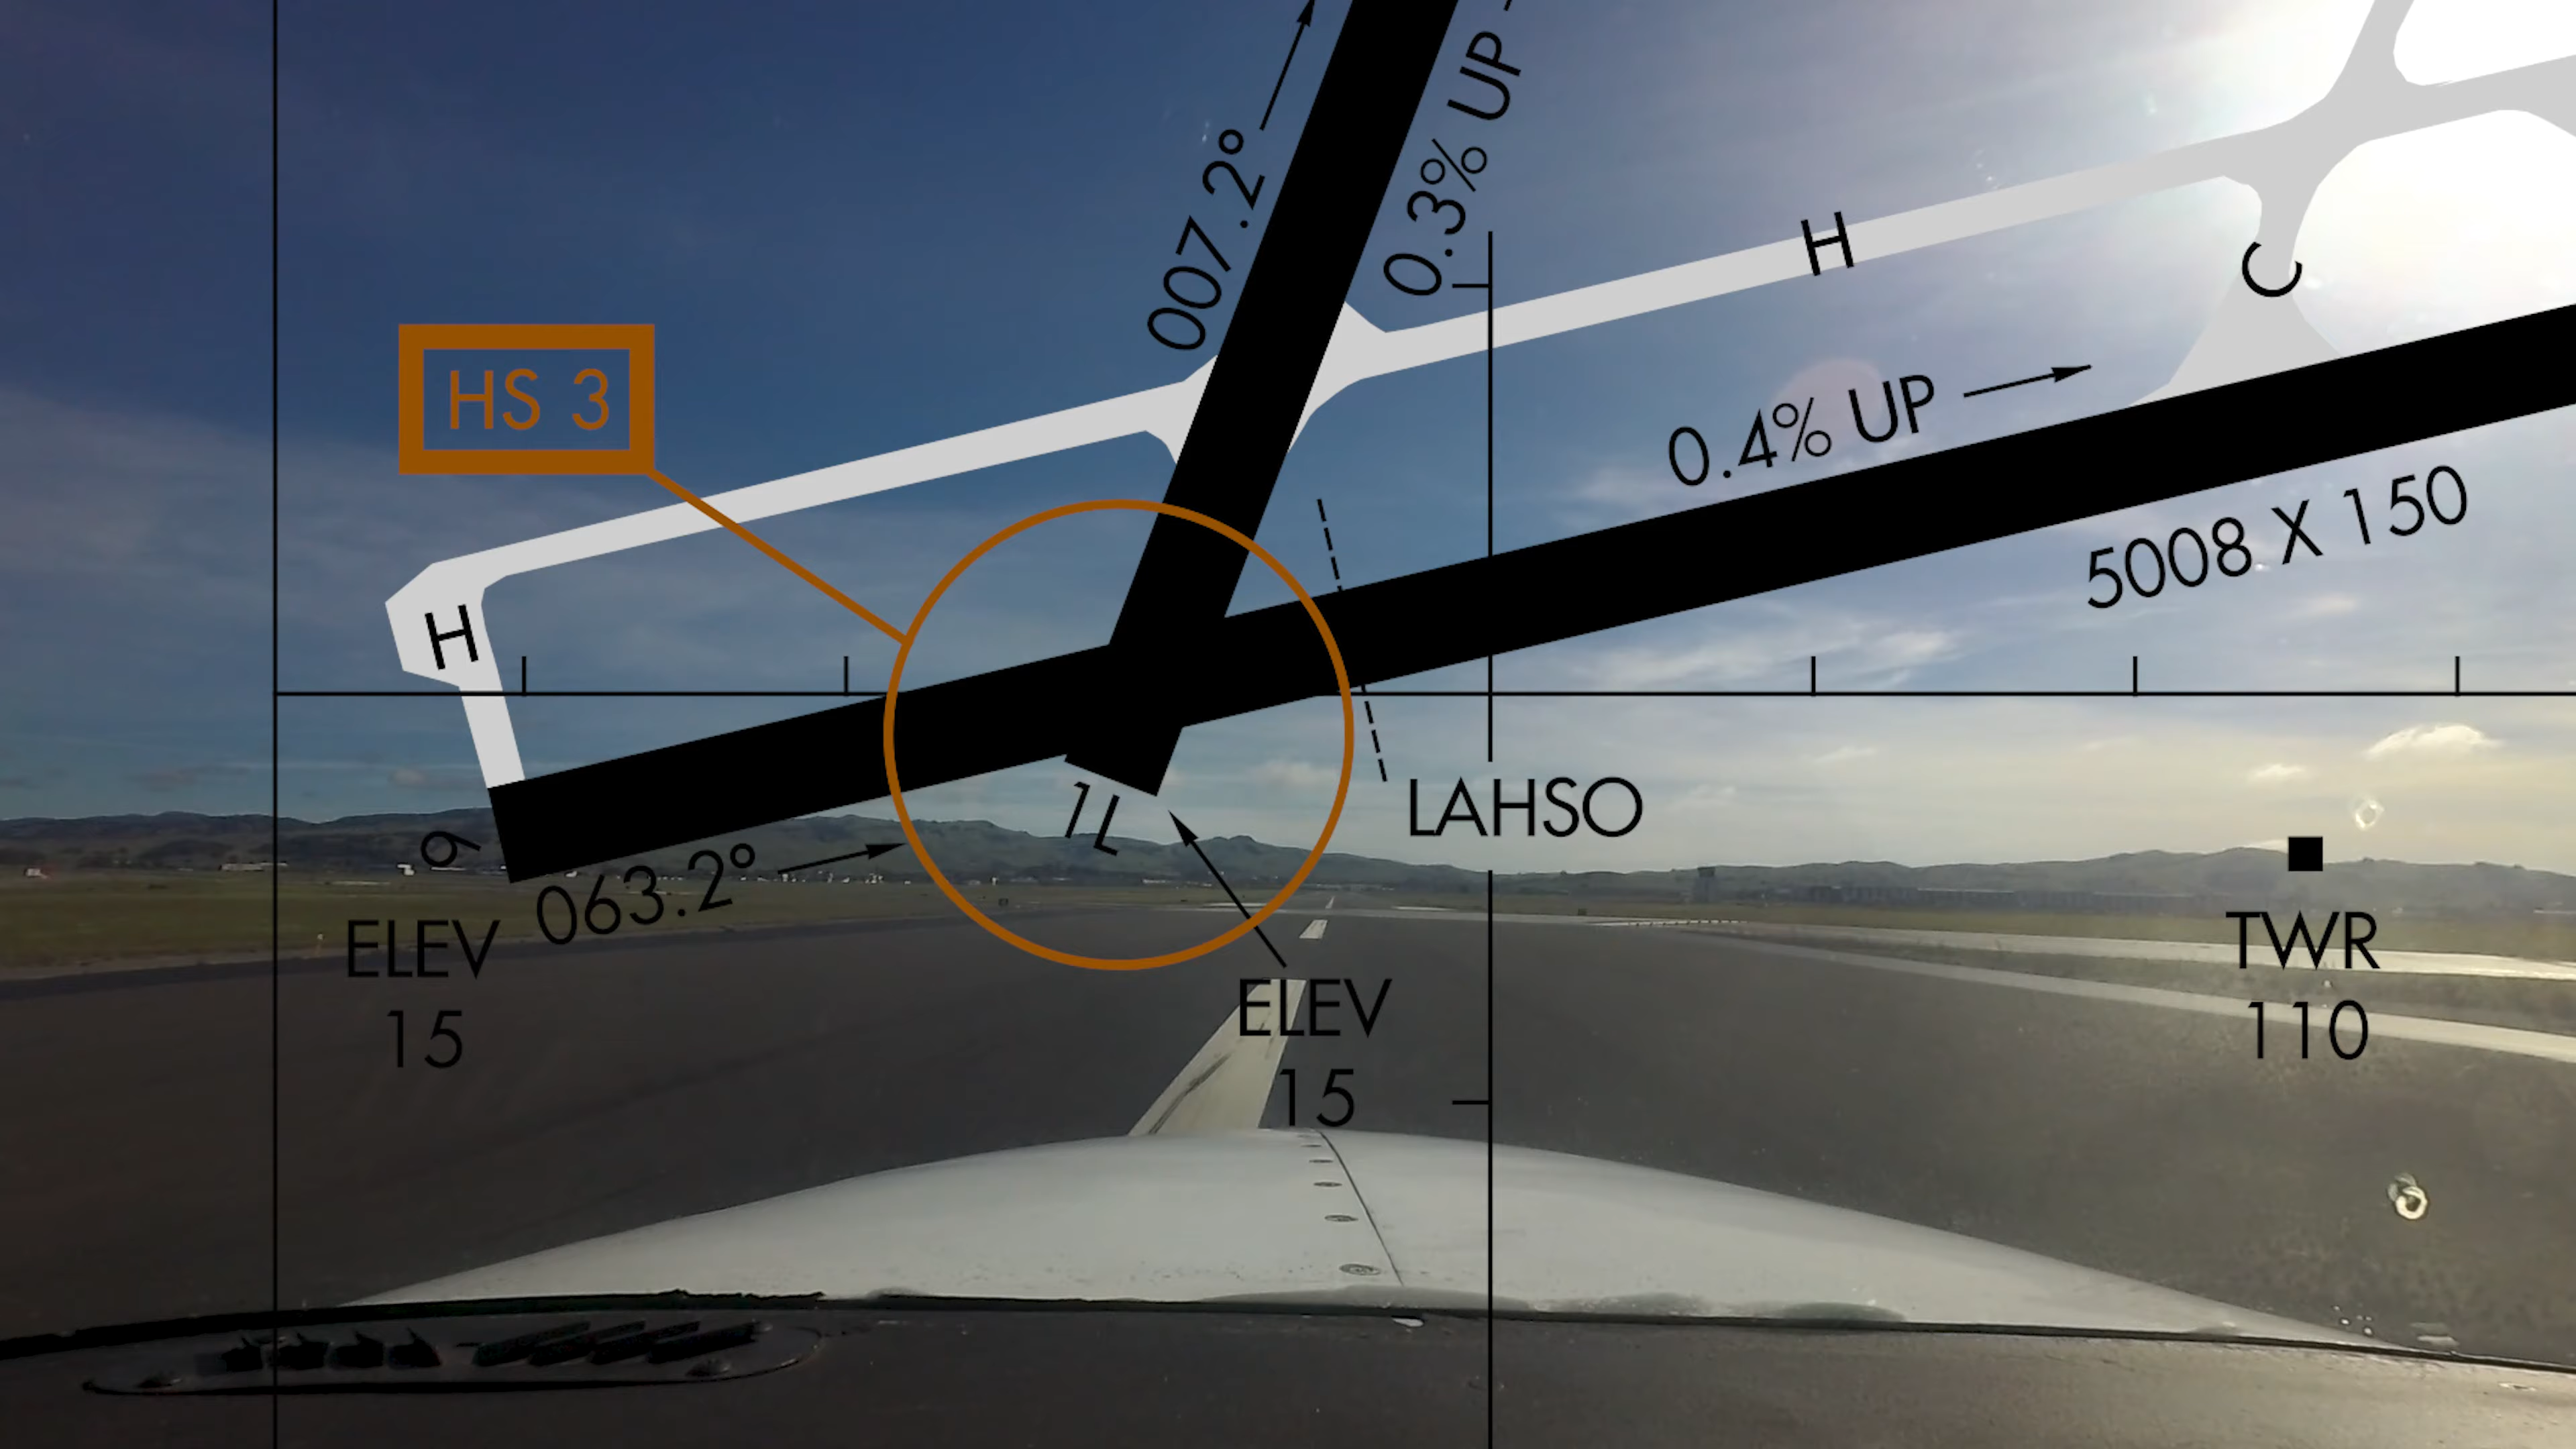 007.2°
0.3% UP
H
C
HS 3
0.4% UP
5008 X 150
H
LAHSO
1L
9
063.2°
TWR
110
ELEV
15
ELEV
15